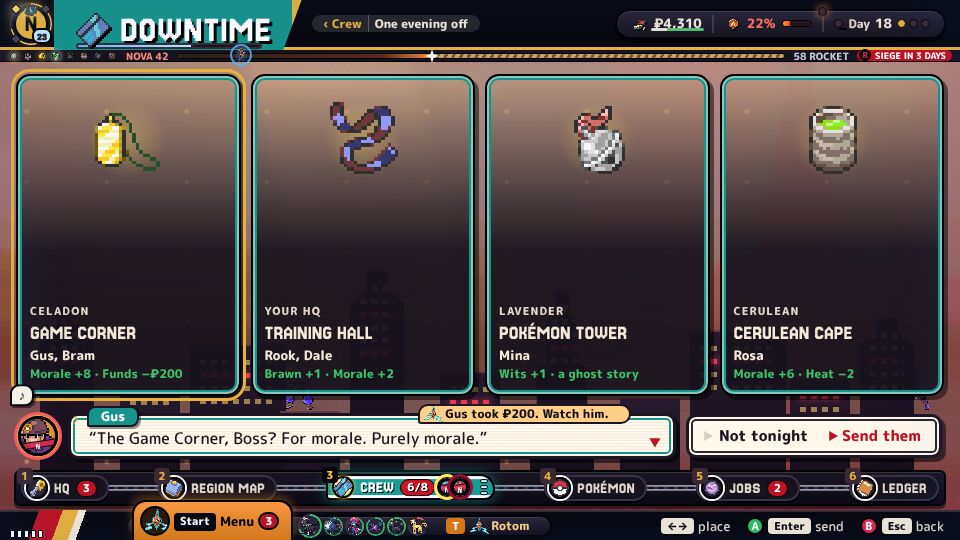 N
23
DOWNTIME
‹ Crew One evening off
₽4,310
22%
Day 18
NOVA 42
58 ROCKET
R SIEGE IN 3 DAYS
CELADON
GAME CORNER
Gus, Bram
Morale +8 · Funds −₽200
YOUR HQ
TRAINING HALL
Rook, Dale
Brawn +1 · Morale +2
LAVENDER
POKÉMON TOWER
Mina
Wits +1 · a ghost story
CERULEAN
CERULEAN CAPE
Rosa
Morale +6 · Heat −2
♪
Gus
Gus took ₽200. Watch him.
“The Game Corner, Boss? For morale. Purely morale.”
Not tonight
Send them
1 HQ 3
2 REGION MAP
3 CREW 6/8
4 POKÉMON
5 JOBS 2
6 LEDGER
Start Menu 3
T Rotom
←→ place
A Enter send
B Esc back